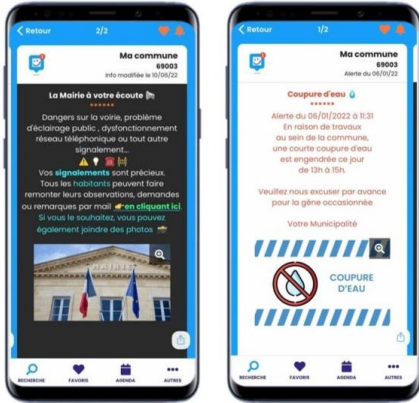 Retour
2/2
Ma commune
69003
Info modifiée le 10/06/22
La Mairie à votre écoute
Dangers sur la voirie, problème
d'éclairage public , dysfonctionnement
réseau téléphonique ou tout autre
signalement...
Vos signalements sont précieux.
Tous les habitants peuvent faire
remonter leurs observations, demandes
ou remarques par mail en cliquant ici.
Si vous le souhaitez, vous pouvez
également joindre des photos
MAIRIE
RECHERCHE
FAVORIS
AGENDA
AUTRES
Retour
1/2
Ma commune
69003
Alerte du 06/01/22
Coupure d'eau
Alerte du 06/01/2022 à 11:31
En raison de travaux
au sein de la commune,
une courte coupure d'eau
est engendrée ce jour
de 13h à 15h.
Veuillez nous excuser par avance
pour la gêne occasionnée
Votre Municipalité
COUPURE
D'EAU
RECHERCHE
FAVORIS
AGENDA
AUTRES